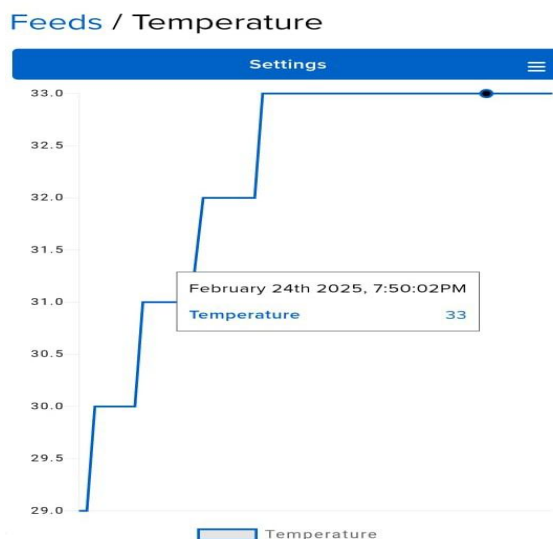 Feeds / Temperature
Settings
33.0
32.5
32.0
31.5
31.0
30.5
30.0
29.5
29.0
February 24th 2025, 7:50:02PM
Temperature 33
Temperature